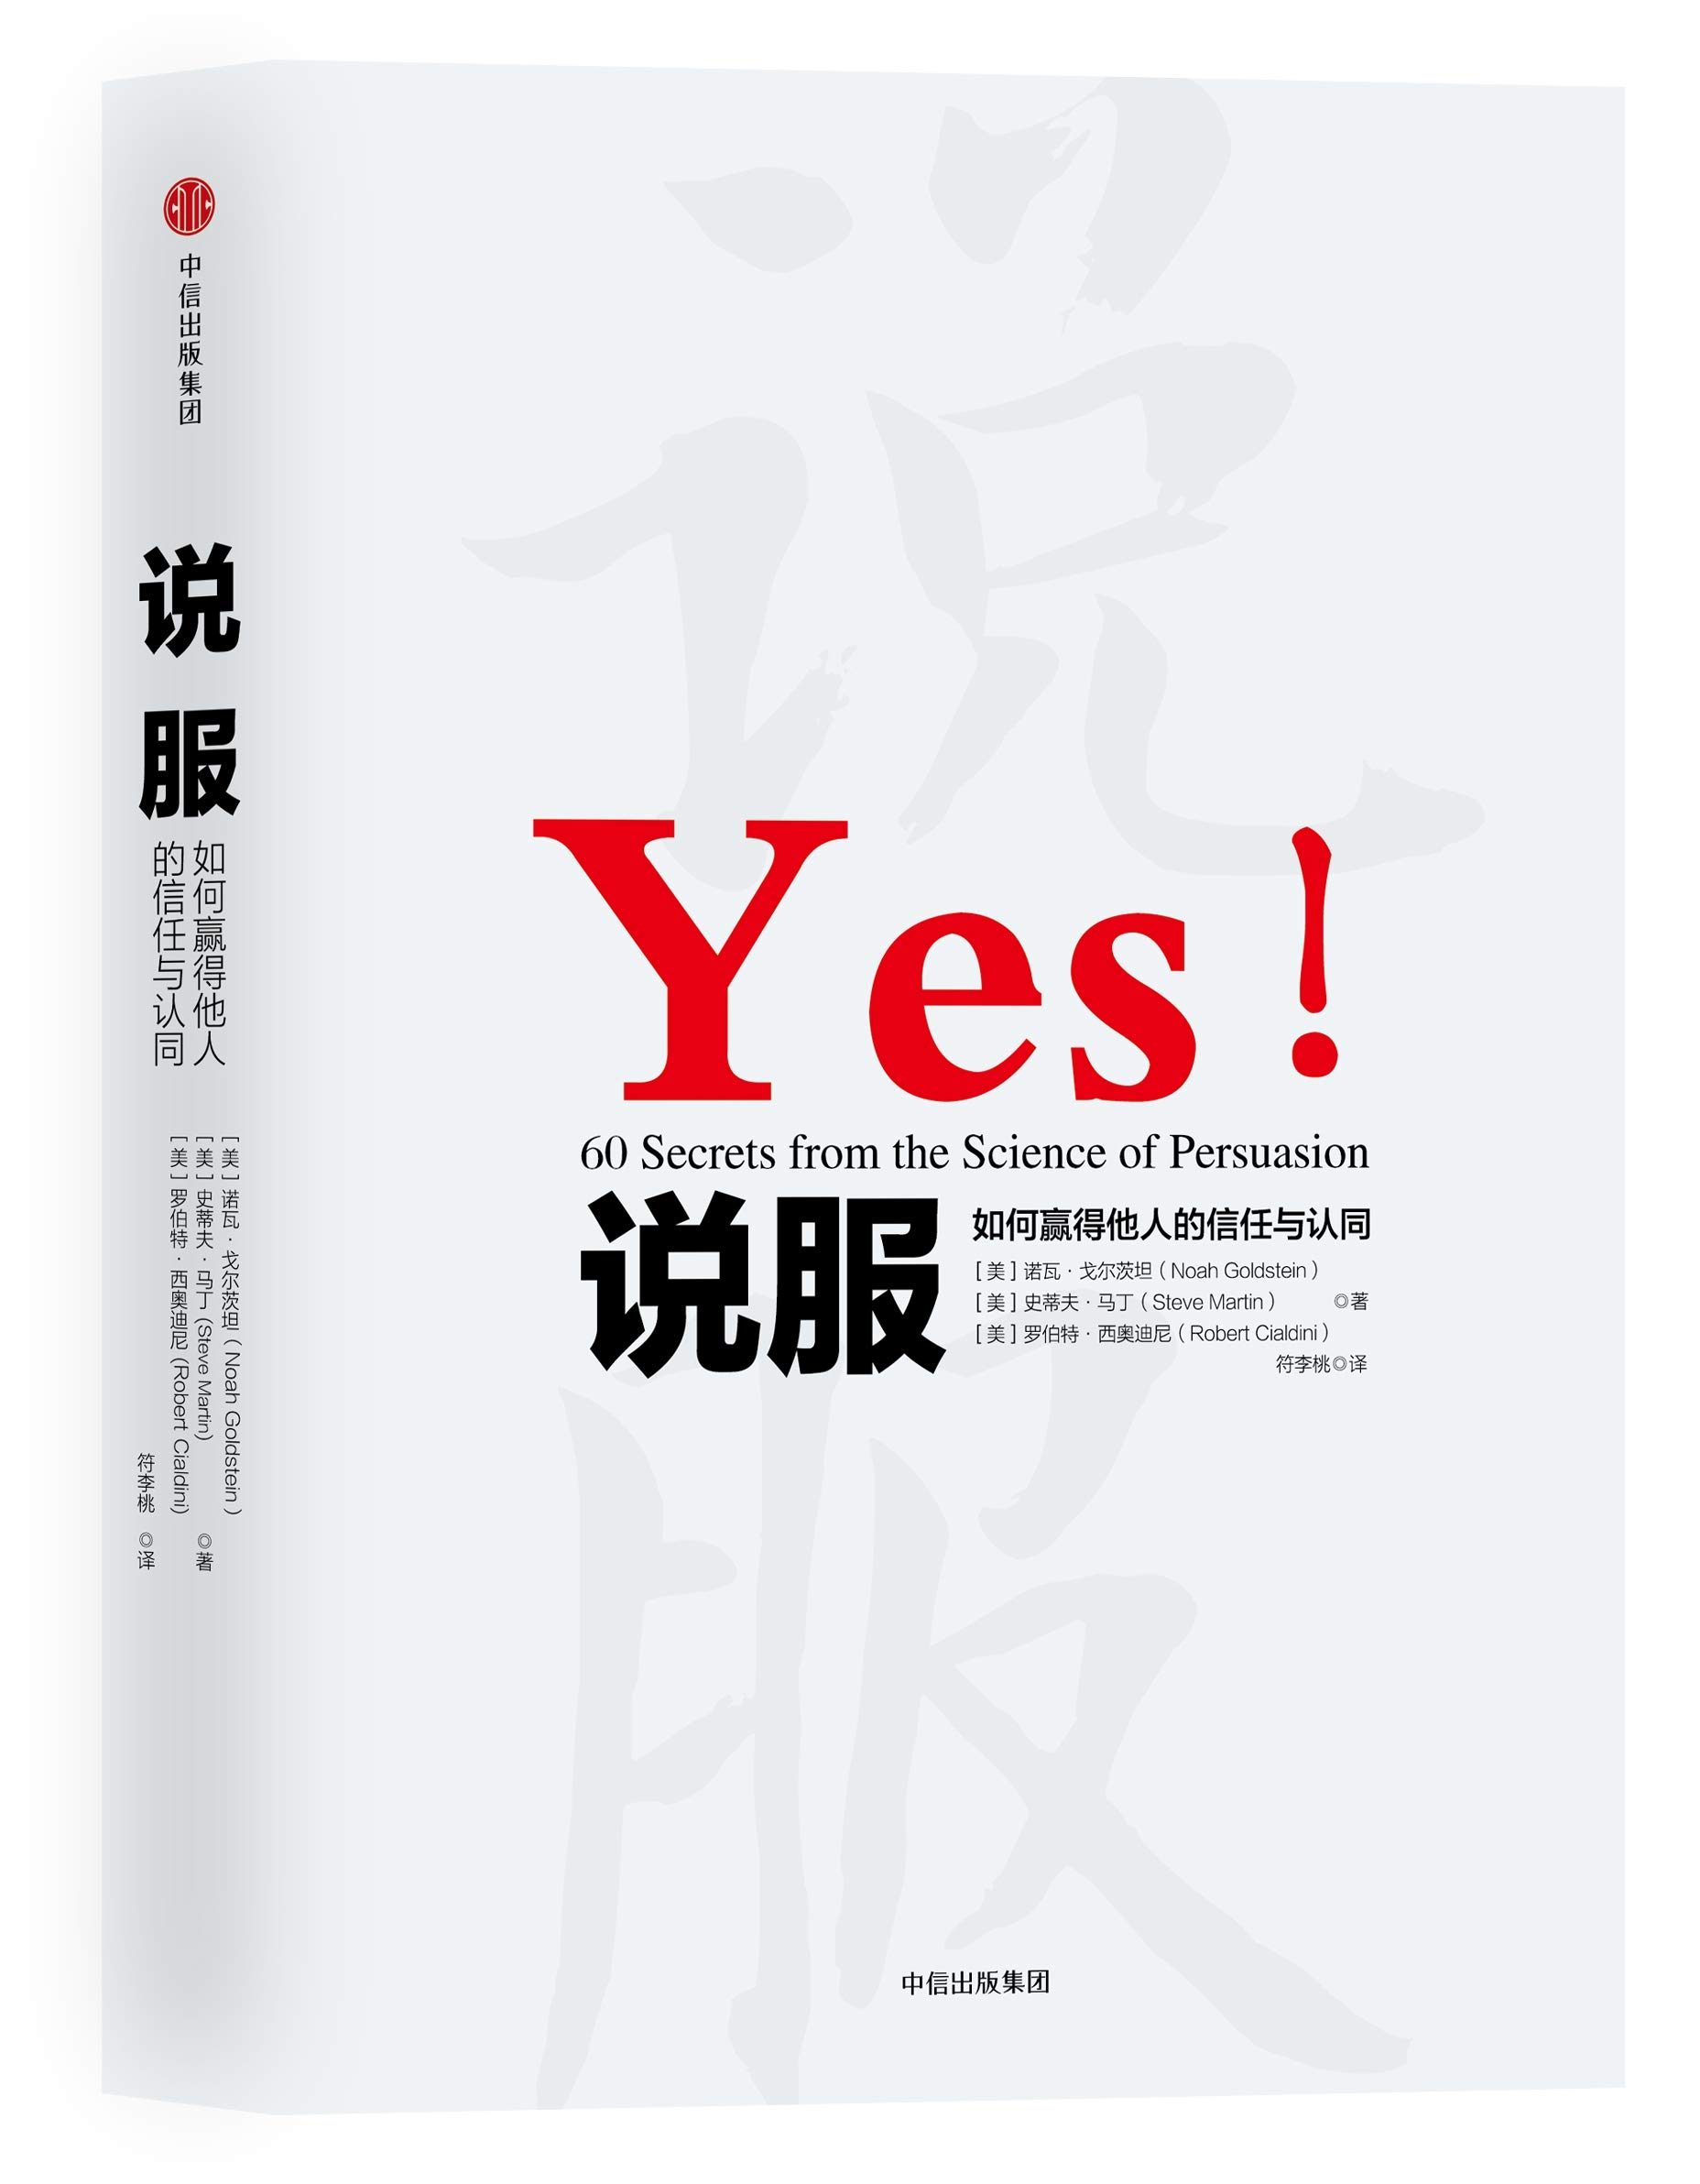 中信出版集团
说服
如何赢得他人
的信任与认同
[美]诺瓦·戈尔茨坦(Noah Goldstein)
[美]史蒂夫·马丁(Steve Martin) ◎著
[美]罗伯特·西奥迪尼(Robert Cialdini)
符李桃 ◎译
说
服
Yes!
60 Secrets from the Science of Persuasion
说服
如何赢得他人的信任与认同
[美]诺瓦·戈尔茨坦(Noah Goldstein)
[美]史蒂夫·马丁(Steve Martin) ◎著
[美]罗伯特·西奥迪尼(Robert Cialdini)
符李桃◎译
中信出版集团